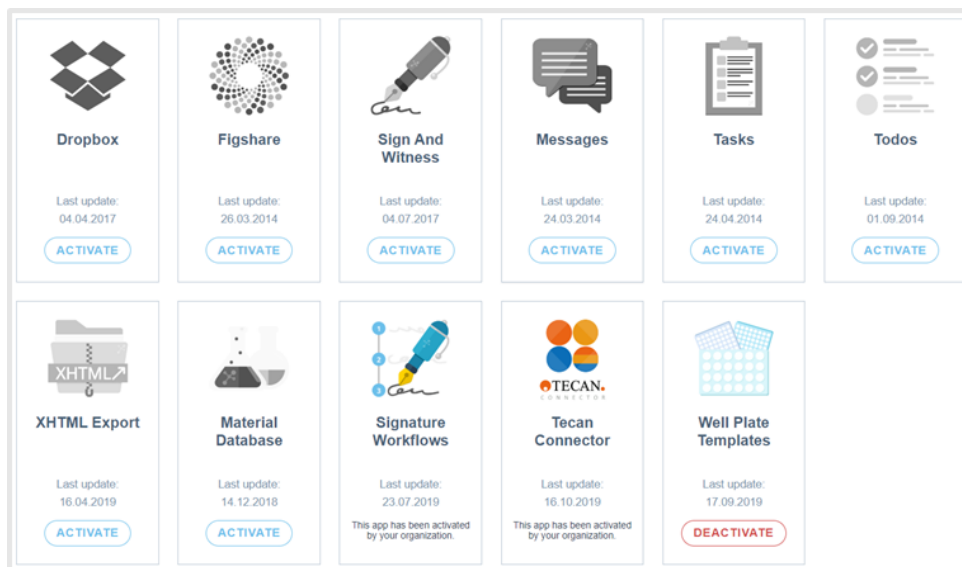 Dropbox
Last update:
04.04.2017
ACTIVATE
Figshare
Last update:
26.03.2014
ACTIVATE
Sign And
Witness
Last update:
04.07.2017
ACTIVATE
Messages
Last update:
24.03.2014
ACTIVATE
Tasks
Last update:
24.04.2014
ACTIVATE
Todos
Last update:
01.09.2014
ACTIVATE
XHTML
XHTML Export
Last update:
16.04.2019
ACTIVATE
Material
Database
Last update:
14.12.2018
ACTIVATE
1
2
3
Signature
Workflows
Last update:
23.07.2019
This app has been activated
by your organization.
TECAN.
CONNECTOR
Tecan
Connector
Last update:
16.10.2019
This app has been activated
by your organization.
Well Plate
Templates
Last update:
17.09.2019
DEACTIVATE